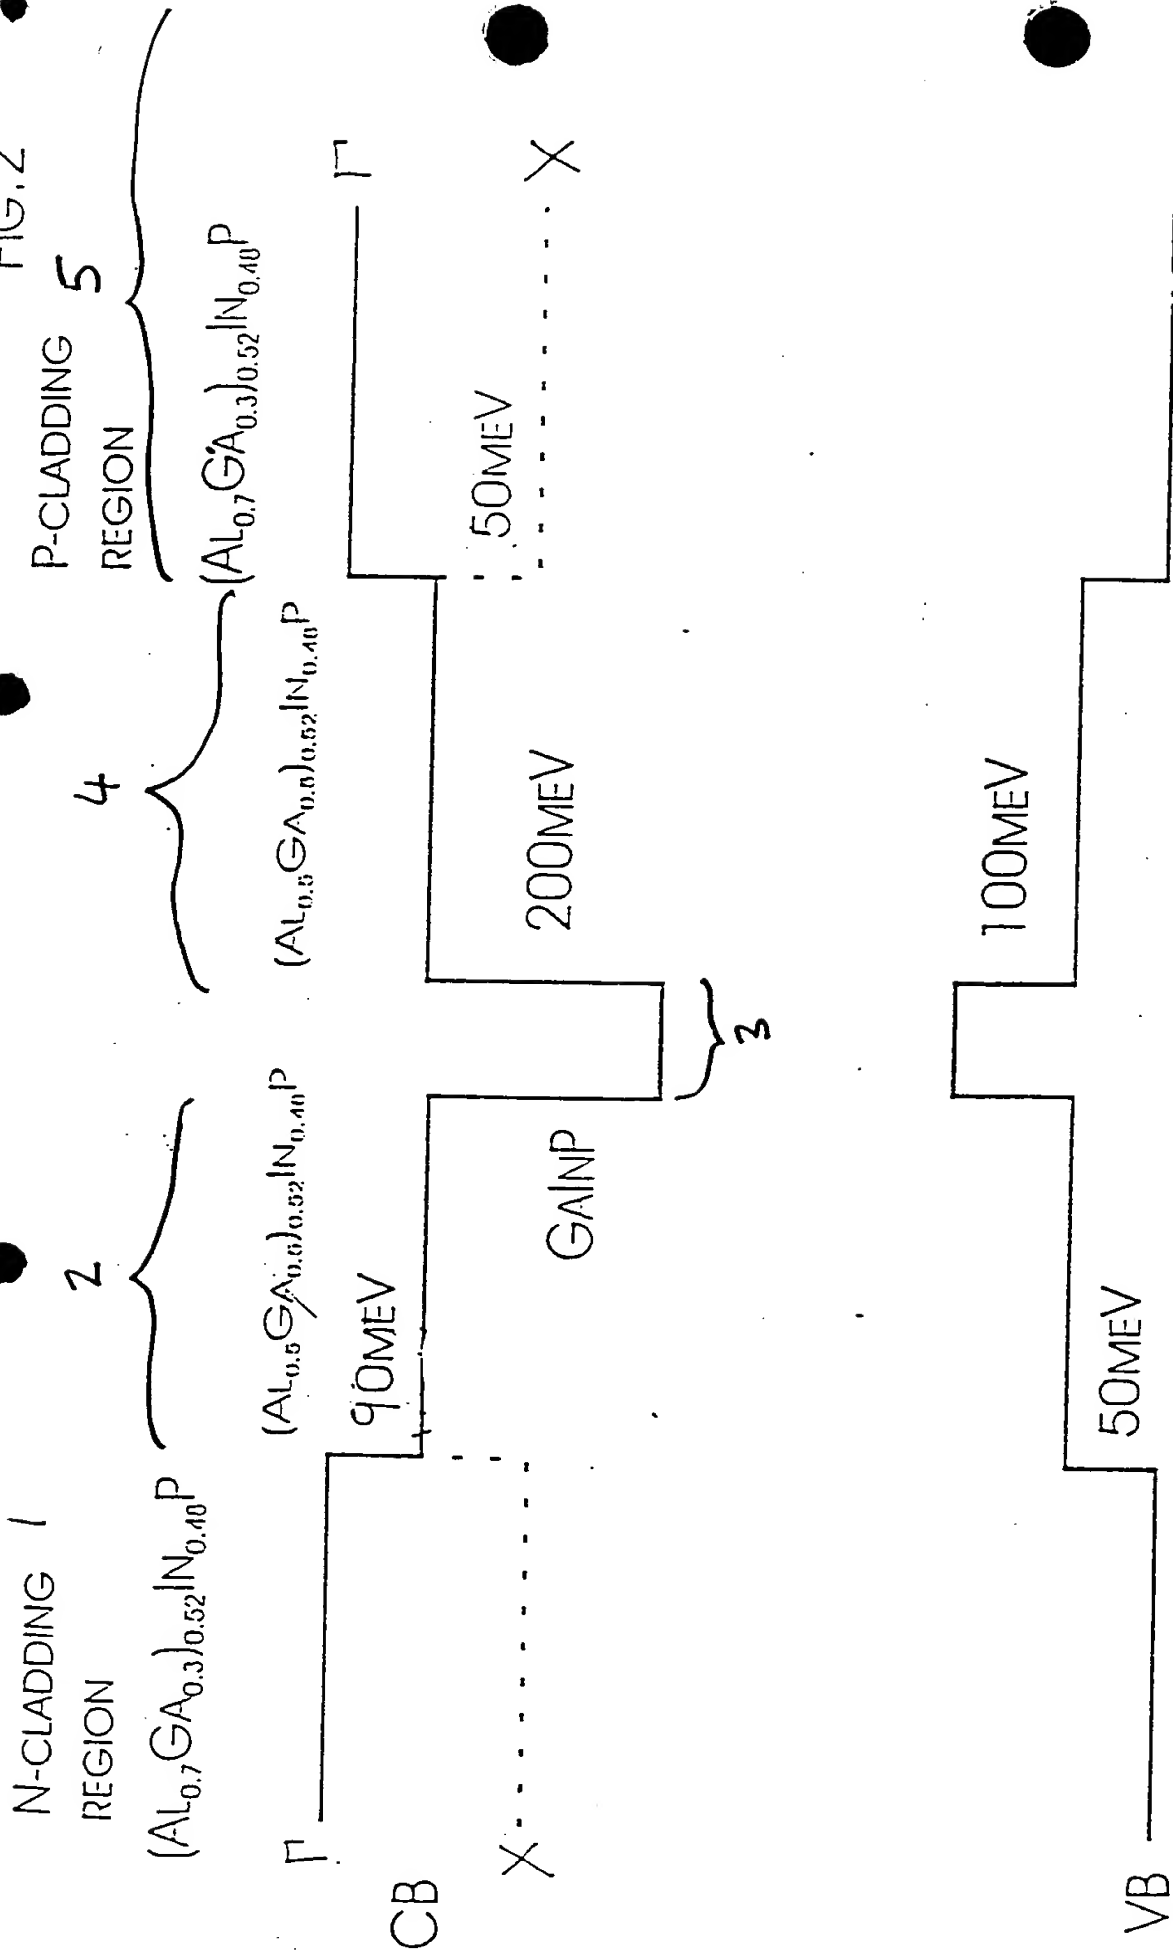 FIG. 2
N-CLADDING 1
REGION
(AL0.7GA0.3)0.52IN0.48P
2
(AL0.5GA0.5)0.52IN0.48P
4
(AL0.5GA0.5)0.52IN0.48P
P-CLADDING 5
REGION
(AL0.7GA0.3)0.52IN0.48P
Γ
90MEV
Γ
CB
X
GAINP
200MEV
50MEV
X
3
100MEV
50MEV
VB